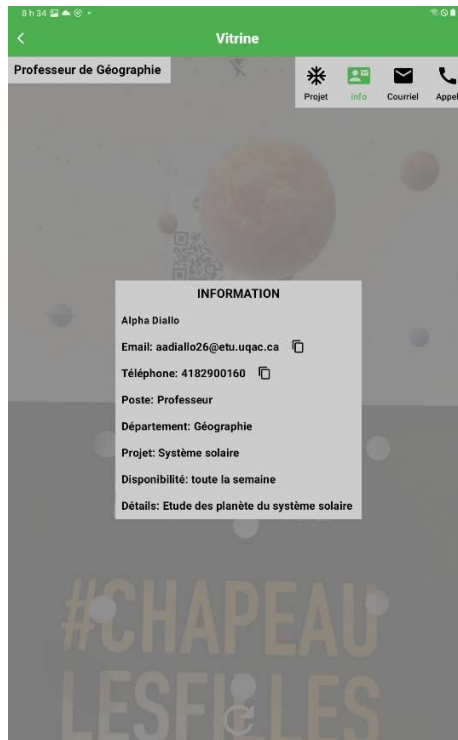 8 h 34
Vitrine
Professeur de Géographie
Projet
info
Courriel
Appel
INFORMATION
Alpha Diallo
Email: aadiallo26@etu.uqac.ca
Téléphone: 4182900160
Poste: Professeur
Département: Géographie
Projet: Système solaire
Disponibilité: toute la semaine
Détails: Etude des planète du système solaire
#CHAPEAU
LESFILLES